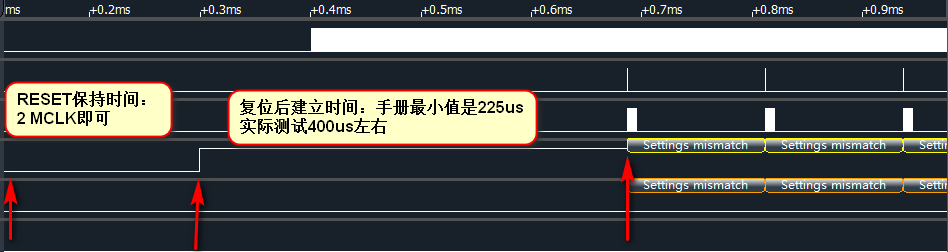 ms +0.2ms +0.3ms +0.4ms +0.5ms +0.6ms +0.7ms +0.8ms +0.9ms
RESET保持时间：
2 MCLK即可
复位后建立时间：手册最小值是225us
实际测试400us左右
Settings mismatch Settings mismatch Settin
Settings mismatch Settings mismatch Settin